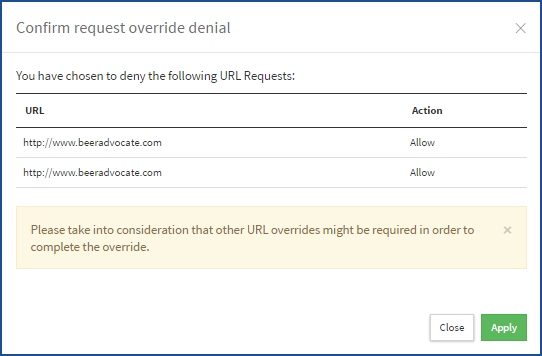 Confirm request override denial
You have chosen to deny the following URL Requests:
URL Action
http://www.beeradvocate.com Allow
http://www.beeradvocate.com Allow
Please take into consideration that other URL overrides might be required in order to
complete the override.
Close Apply